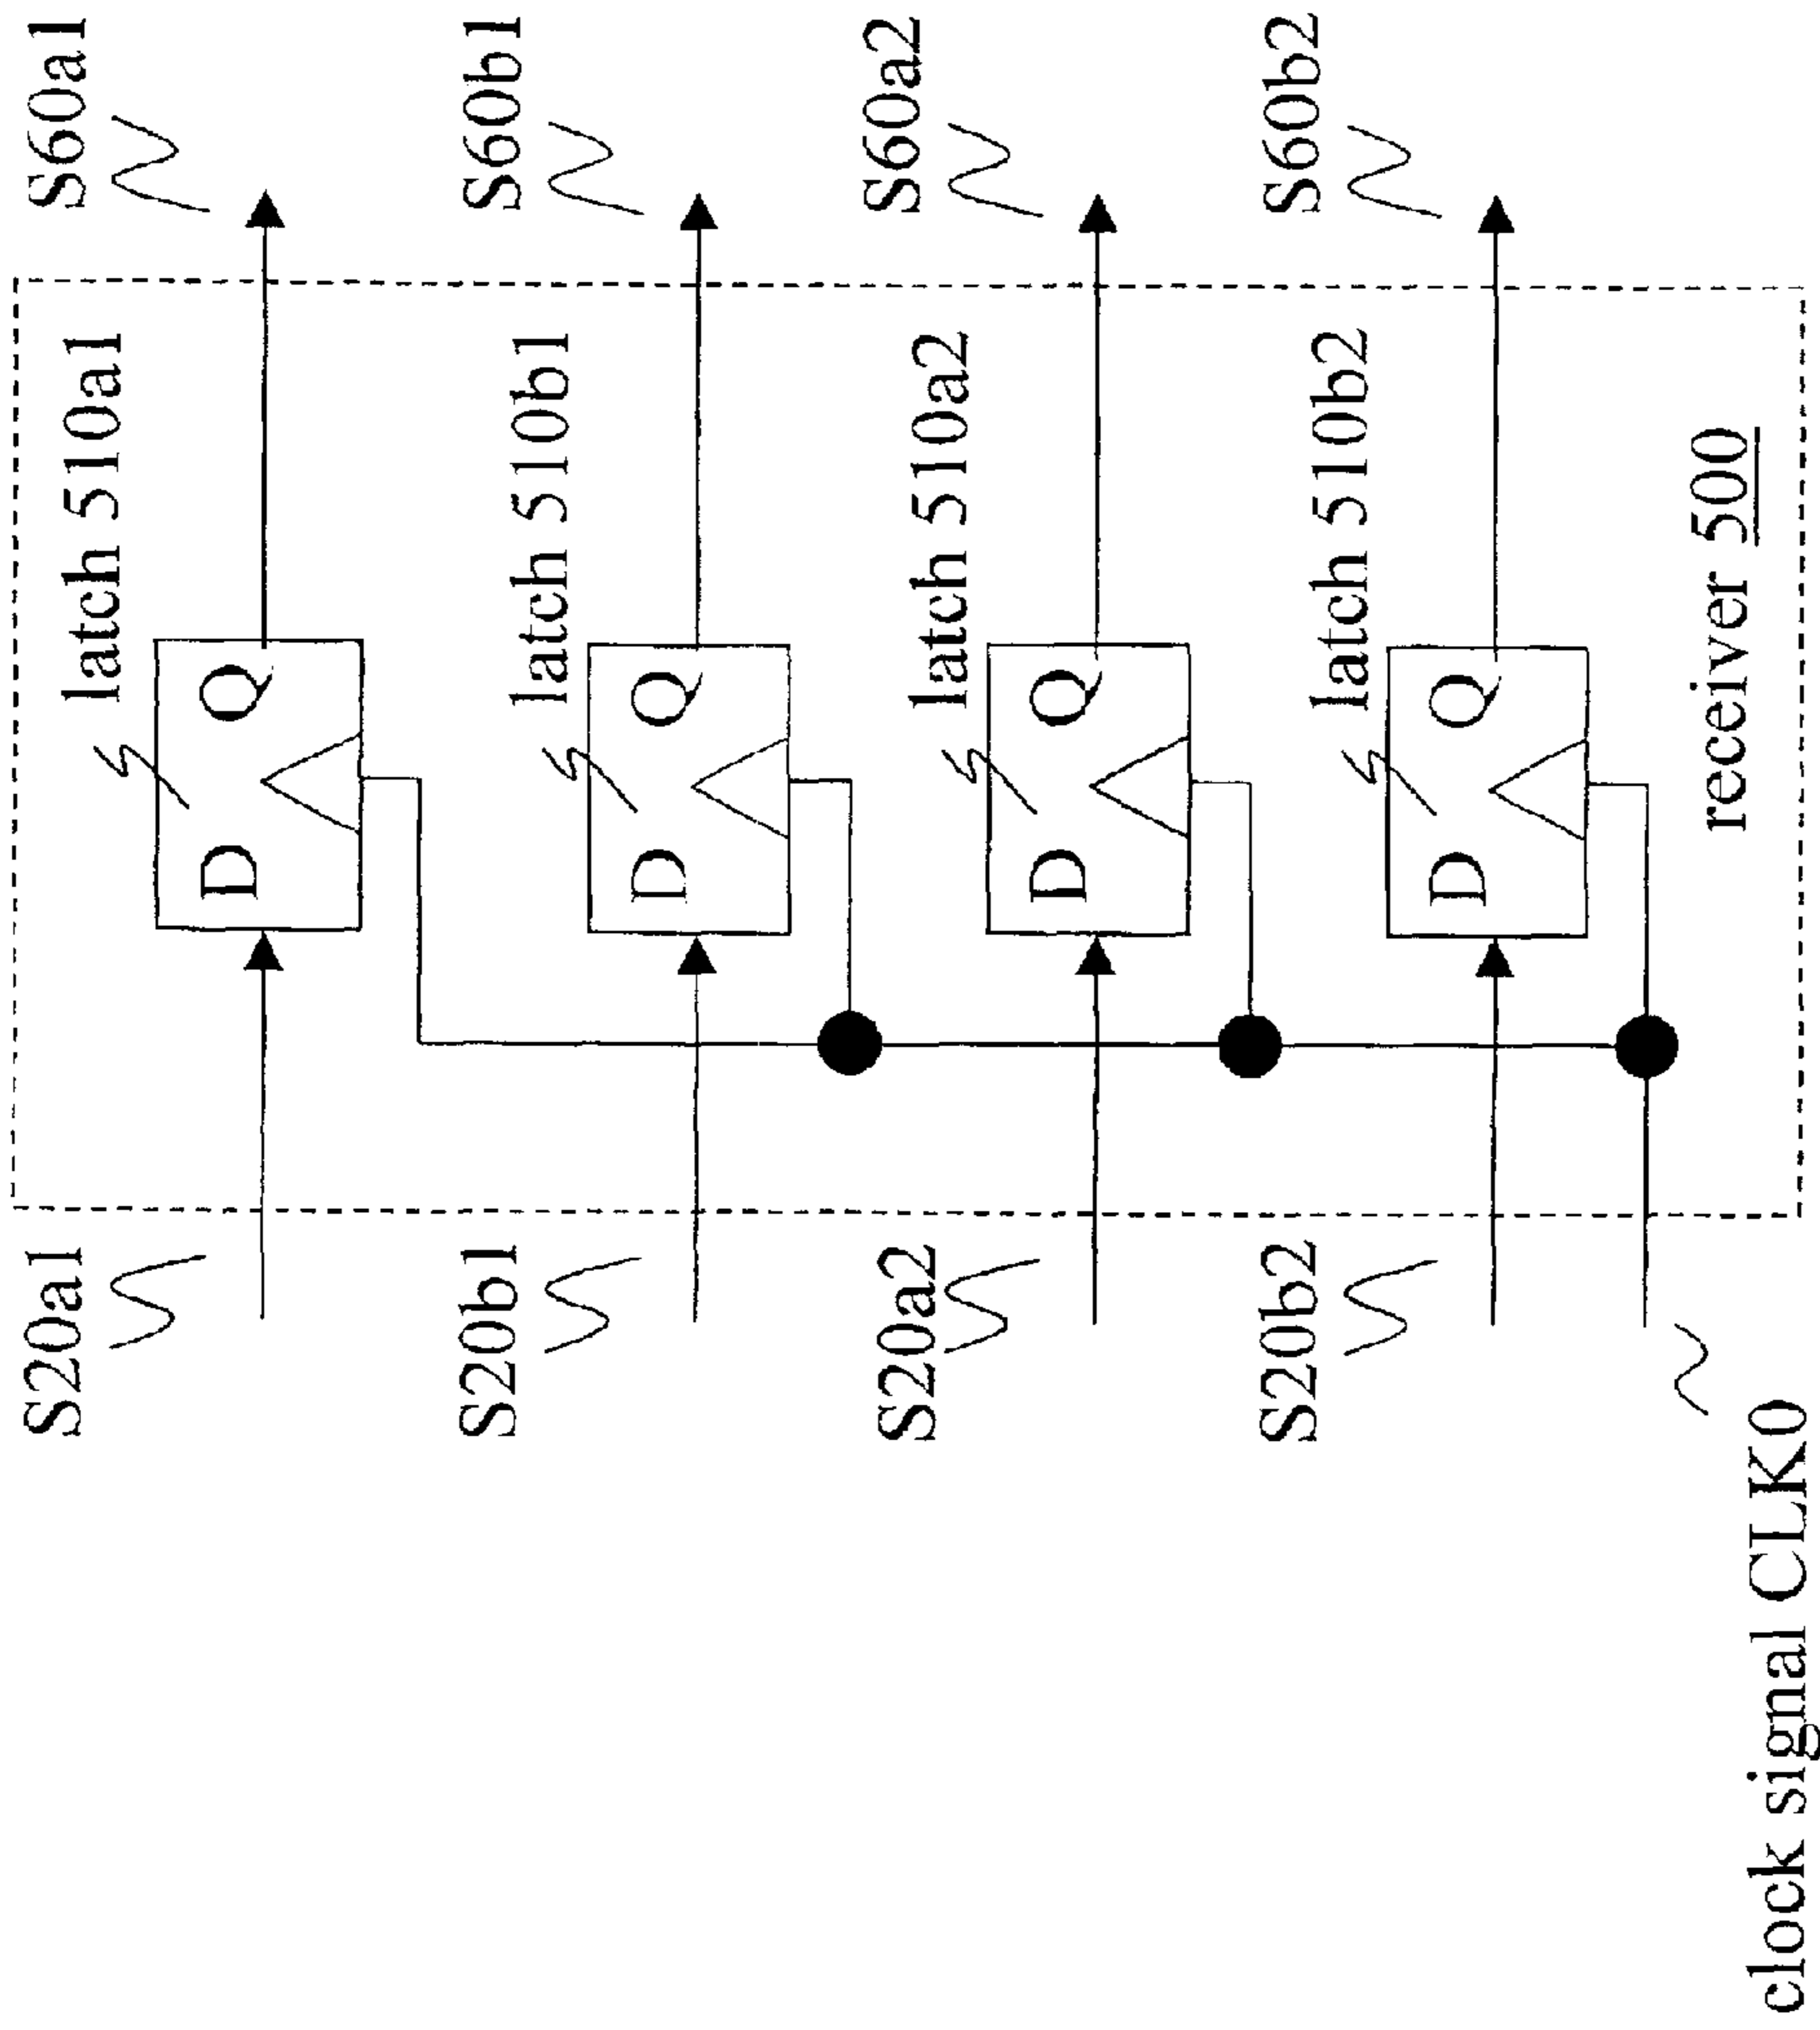 S20a1
latch 510a1
D
Q
S60a1
S20b1
latch 510b1
D
Q
S60b1
S20a2
latch 510a2
D
Q
S60a2
S20b2
latch 510b2
D
Q
S60b2
clock signal CLK0
receiver 500